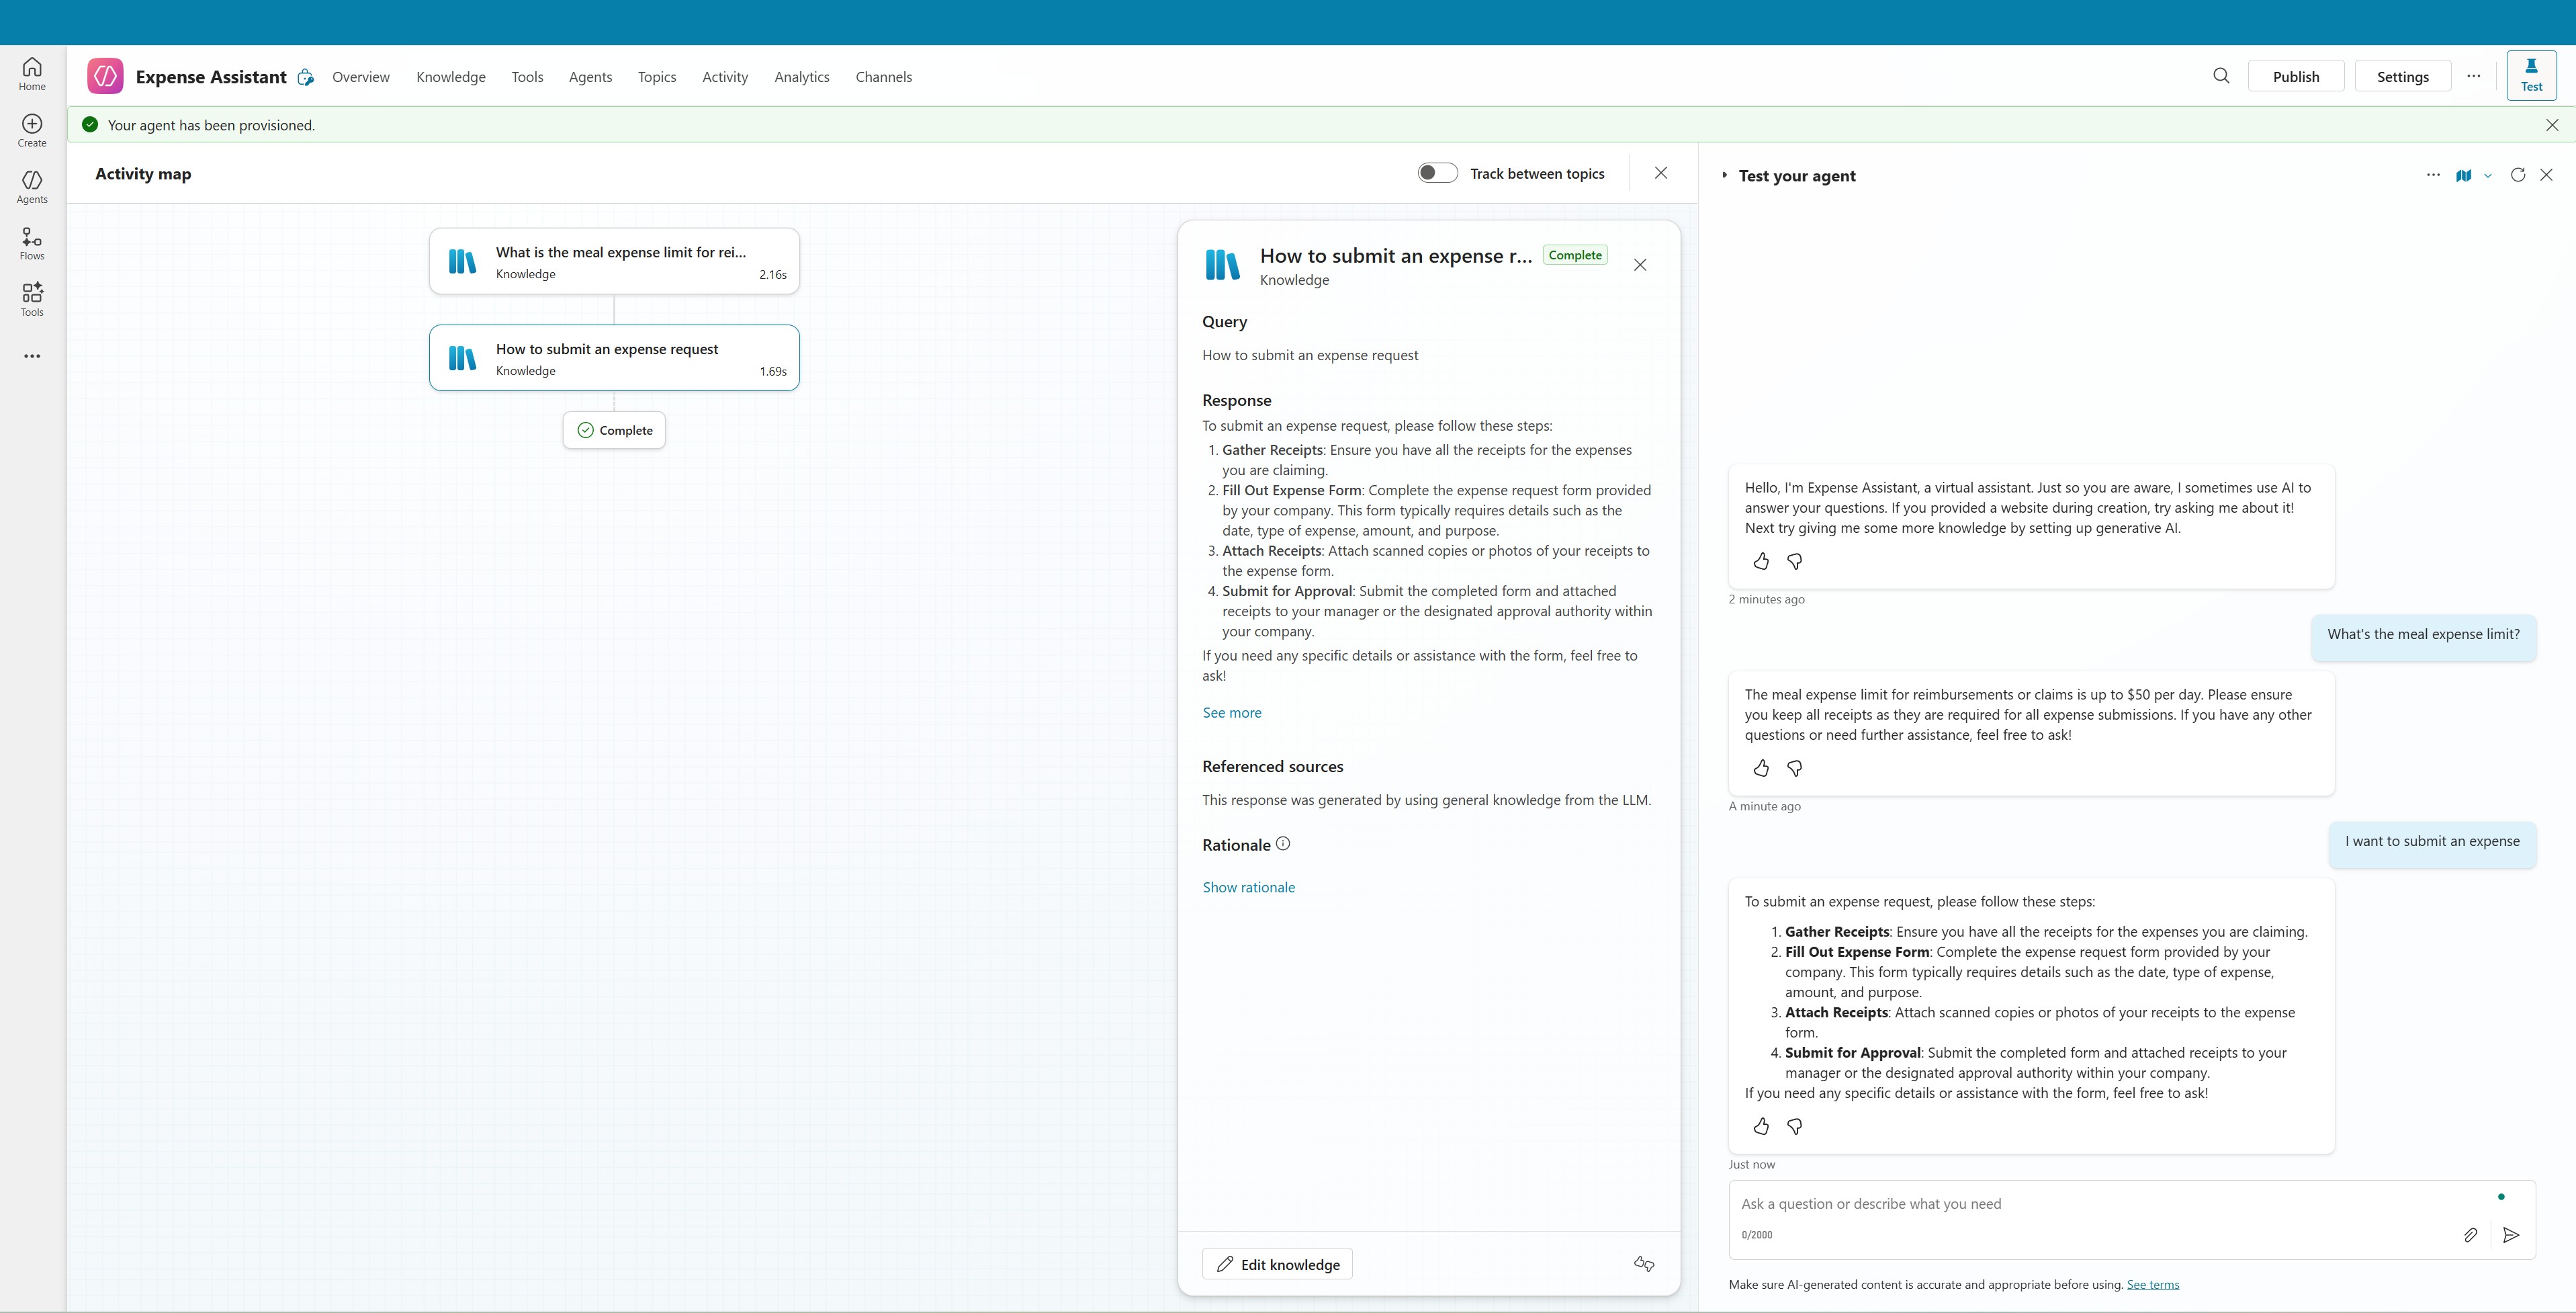 Expense Assistant
Overview
Knowledge
Tools
Agents
Topics
Activity
Analytics
Channels
Publish
Settings
Test
Home
Create
Agents
Flows
Tools
Your agent has been provisioned.
Activity map
Track between topics
What is the meal expense limit for rei...
Knowledge
2.16s
How to submit an expense request
Knowledge
1.69s
Complete
How to submit an expense r...
Complete
Knowledge
Query
How to submit an expense request
Response
To submit an expense request, please follow these steps:
1. Gather Receipts: Ensure you have all the receipts for the expenses
you are claiming.
2. Fill Out Expense Form: Complete the expense request form provided
by your company. This form typically requires details such as the
date, type of expense, amount, and purpose.
3. Attach Receipts: Attach scanned copies or photos of your receipts to
the expense form.
4. Submit for Approval: Submit the completed form and attached
receipts to your manager or the designated approval authority within
your company.
If you need any specific details or assistance with the form, feel free to
ask!
See more
Referenced sources
This response was generated by using general knowledge from the LLM.
Rationale
Show rationale
Edit knowledge
Test your agent
Hello, I'm Expense Assistant, a virtual assistant. Just so you are aware, I sometimes use AI to
answer your questions. If you provided a website during creation, try asking me about it!
Next try giving me some more knowledge by setting up generative AI.
2 minutes ago
What's the meal expense limit?
The meal expense limit for reimbursements or claims is up to $50 per day. Please ensure
you keep all receipts as they are required for all expense submissions. If you have any other
questions or need further assistance, feel free to ask!
A minute ago
I want to submit an expense
To submit an expense request, please follow these steps:
1. Gather Receipts: Ensure you have all the receipts for the expenses you are claiming.
2. Fill Out Expense Form: Complete the expense request form provided by your
company. This form typically requires details such as the date, type of expense,
amount, and purpose.
3. Attach Receipts: Attach scanned copies or photos of your receipts to the expense
form.
4. Submit for Approval: Submit the completed form and attached receipts to your
manager or the designated approval authority within your company.
If you need any specific details or assistance with the form, feel free to ask!
Just now
Ask a question or describe what you need
0/2000
Make sure AI-generated content is accurate and appropriate before using. See terms